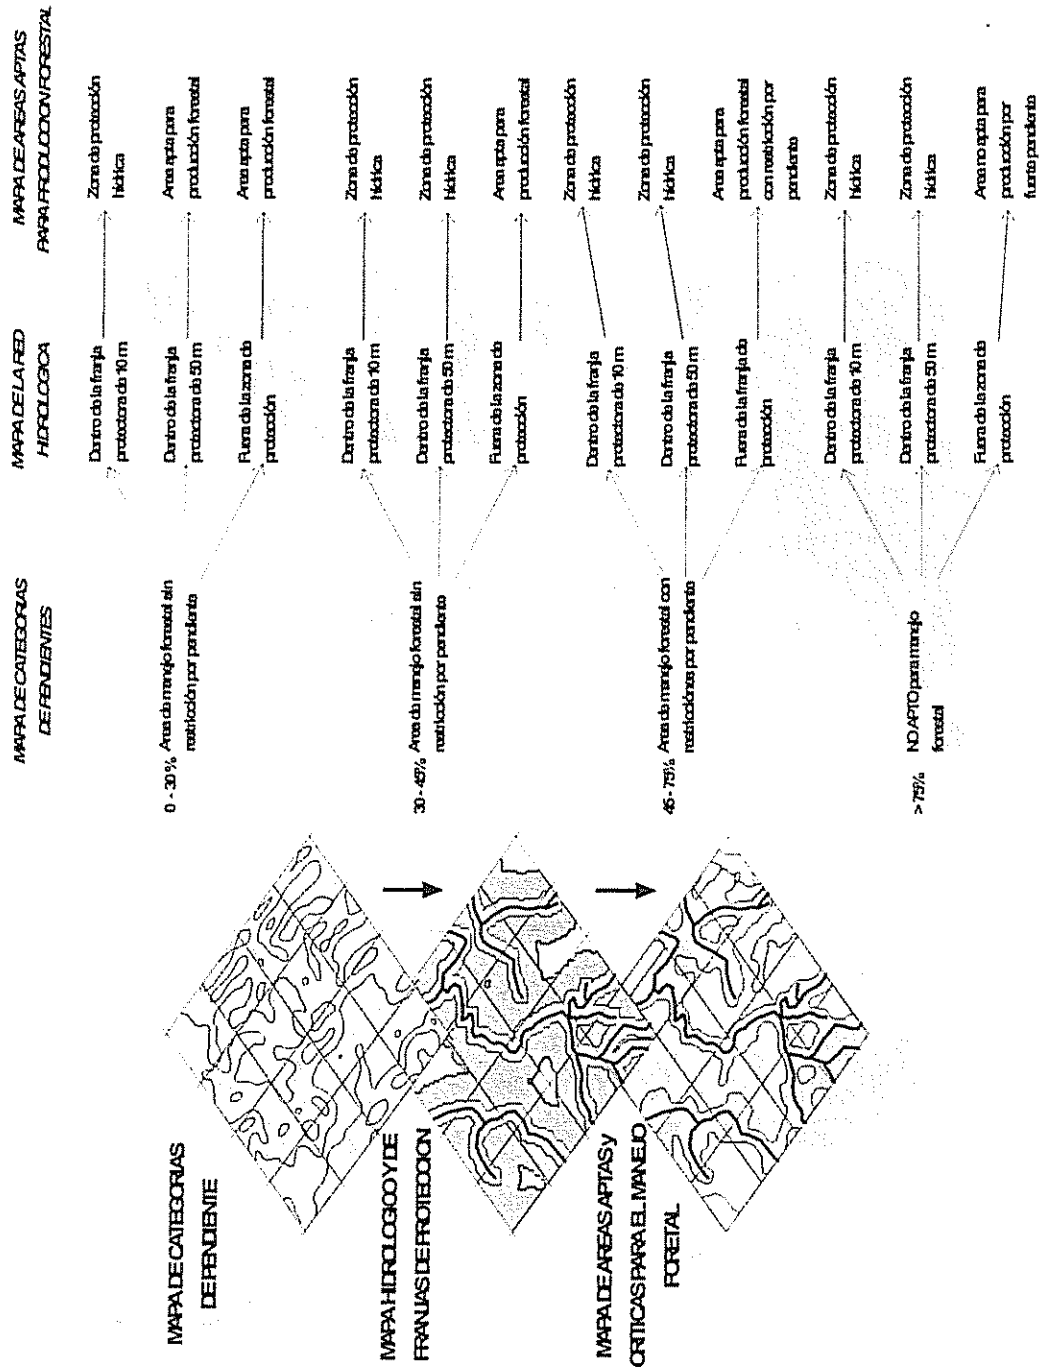 MAPA DE CATEGORIAS
DE PENDIENTE
MAPA HIDROLOGICO Y DE
FRANJAS DE PROTECCION
MAPA DE AREAS APTAS y
CRITICAS PARA EL MANEJO
FORETAL
MAPA DE CATEGORIAS
DE PENDIENTES
0 - 30% Area de manejo forestal sin
restricción por pendiente
30 - 45% Area de manejo forestal sin
restricción por pendiente
45 - 75% Area de manejo forestal con
restricciónes por pendiente
> 75% NO APTO para manejo
forestal
MAPA DE LA RED
HIDROLOGICA
Dentro de la franja
protectora de 10 m
Dentro de la franja
protectora de 50 m
Fuera de la zona de
protección
Dentro de la franja
protectora de 10 m
Dentro de la franja
protectora de 50 m
Fuera de la zona de
protección
Dentro de la franja
protectora de 10 m
Dentro de la franja
protectora de 50 m
Fuera de la franja de
protección
Dentro de la franja
protectora de 10 m
Dentro de la franja
protectora de 50 m
Fuera de la zona de
protección
MAPA DE AREAS APTAS
PARA PRODUCCION FORESTAL
Zona de protección
hídrica
Area apta para
producción forestal
Area apta para
producción forestal
Zona de protección
hídrica
Zona de protección
hídrica
Area apta para
producción forestal
Zona de protección
hídrica
Zona de protección
hídrica
Area apta para
producción forestal
con restricción por
pendiente
Zona de protección
hídrica
Zona de protección
hídrica
Area no apta para
producción por
fuerte pendiente